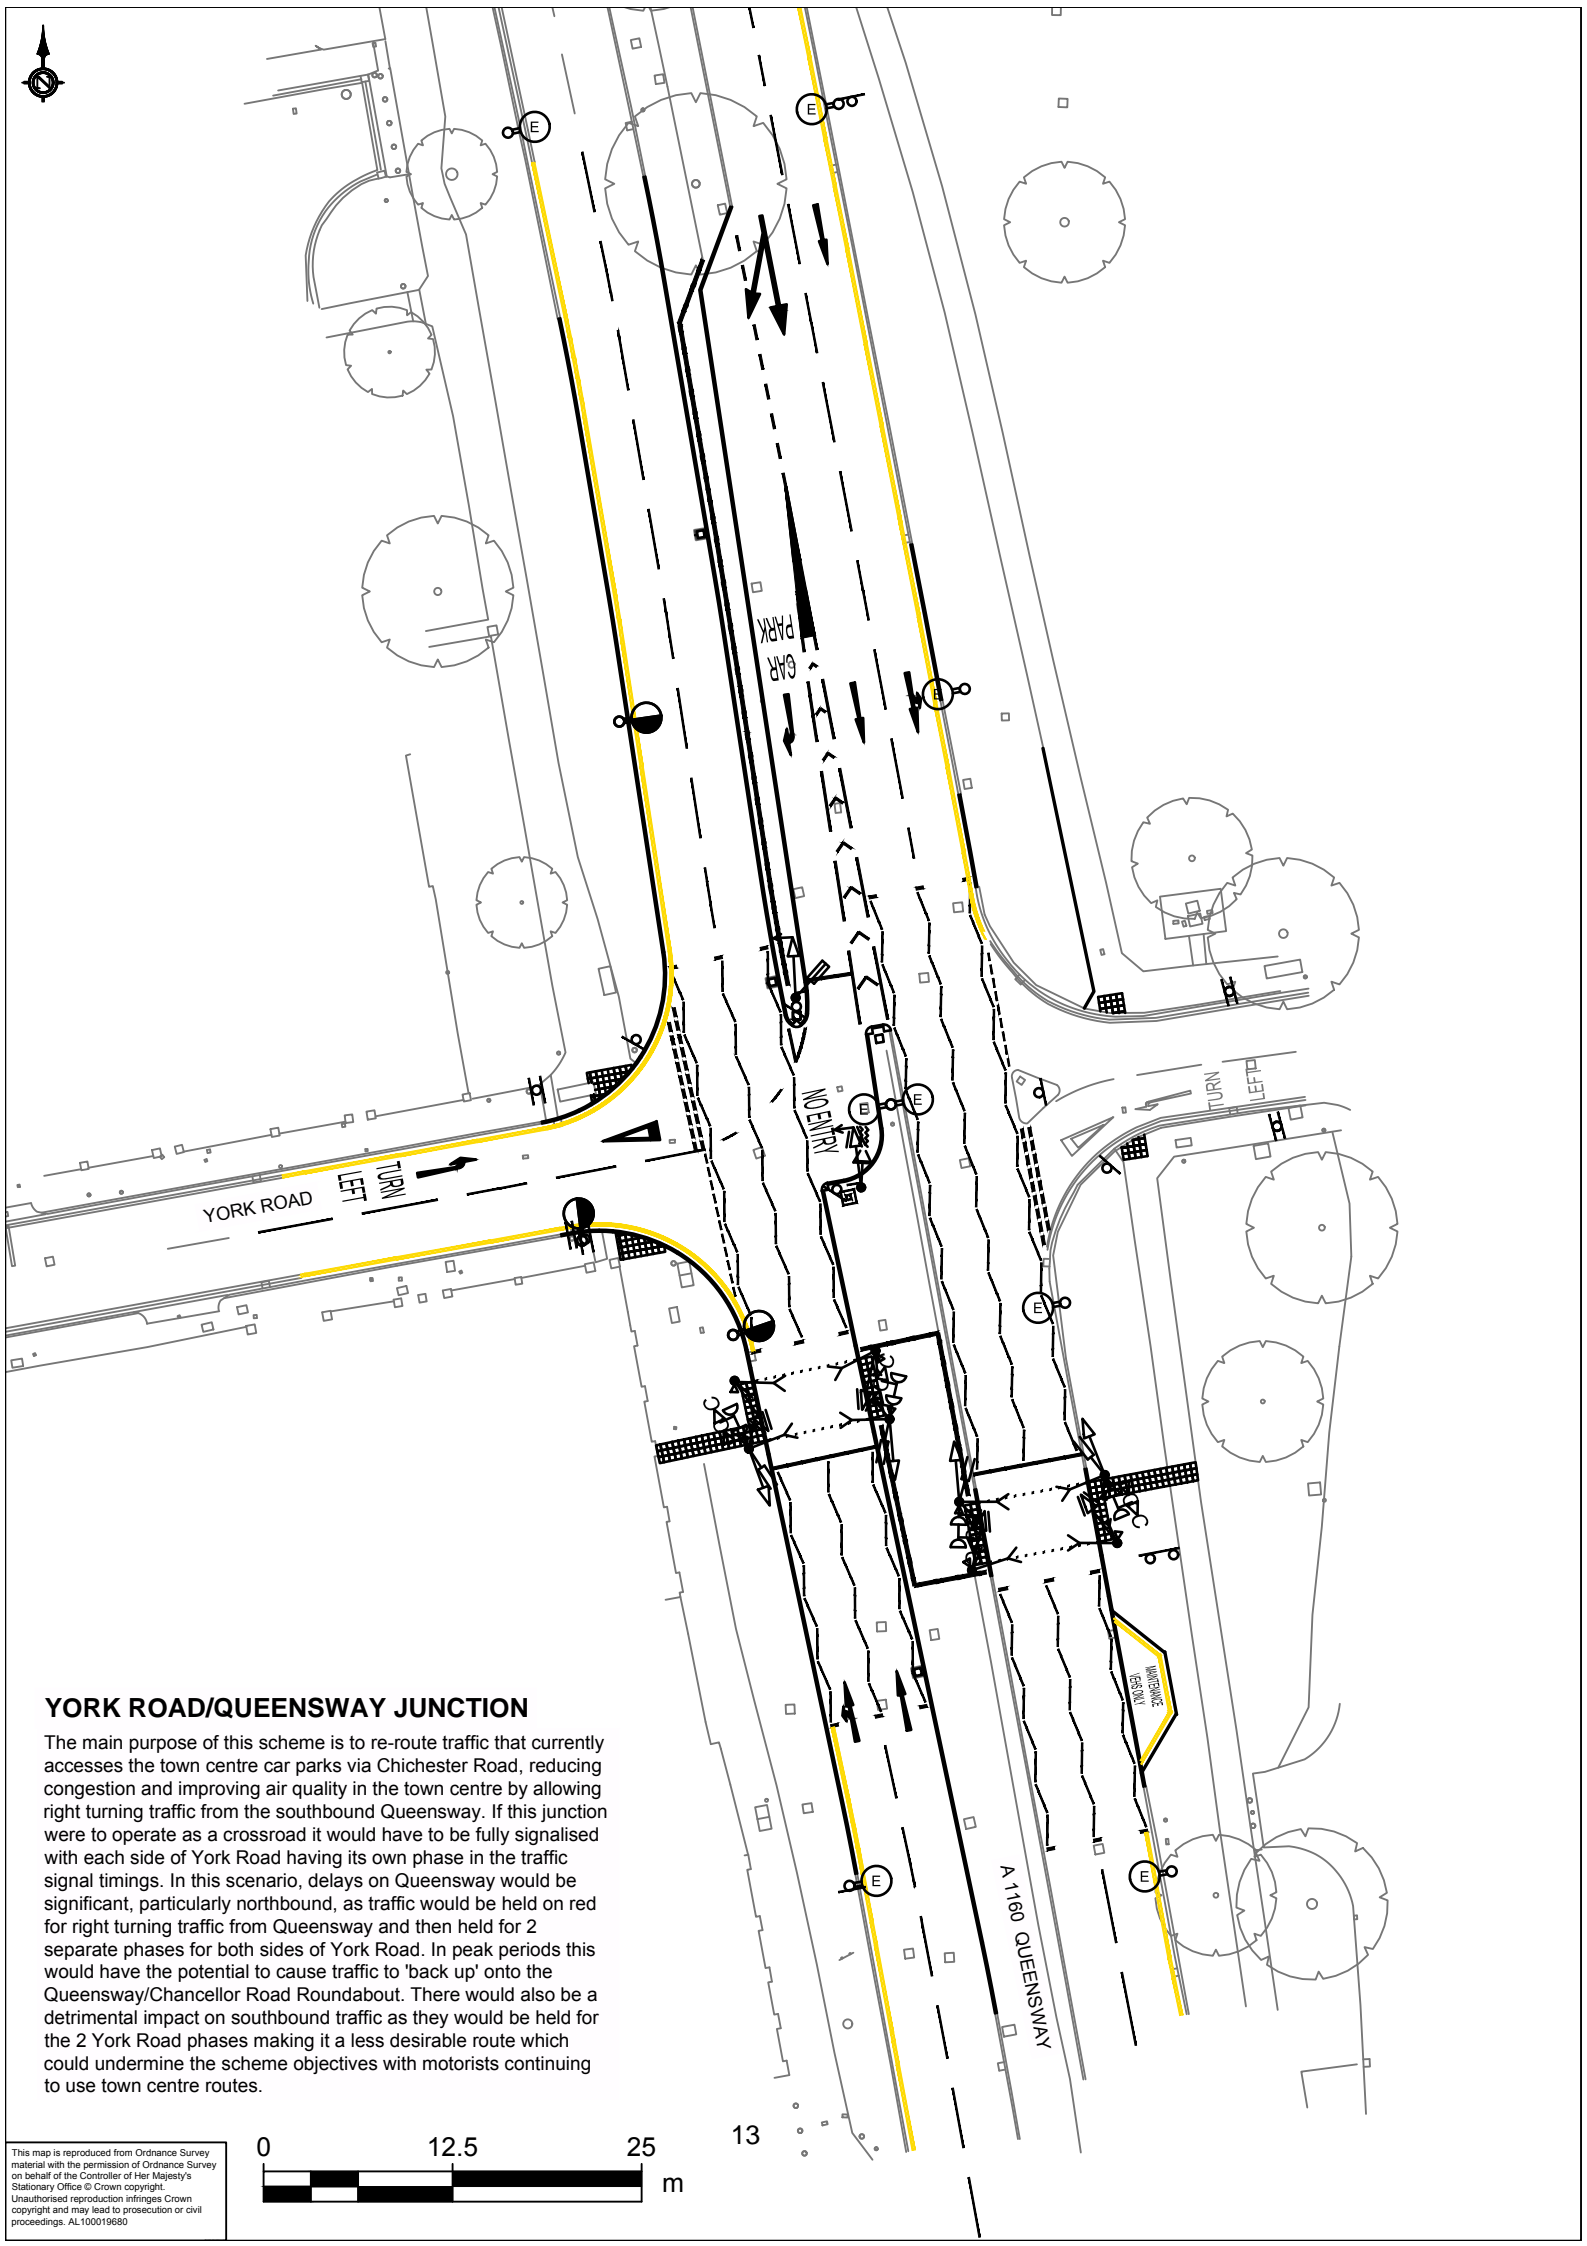 N
E
E
PARK
CAR
E
NO ENTRY
E
E
TURN
LEFT
TURN
LEFT
YORK ROAD
E
MAINTENANCE
VEHS ONLY
E
E
A 1160 QUEENSWAY
YORK ROAD/QUEENSWAY JUNCTION
The main purpose of this scheme is to re-route traffic that currently
accesses the town centre car parks via Chichester Road, reducing
congestion and improving air quality in the town centre by allowing
right turning traffic from the southbound Queensway. If this junction
were to operate as a crossroad it would have to be fully signalised
with each side of York Road having its own phase in the traffic
signal timings. In this scenario, delays on Queensway would be
significant, particularly northbound, as traffic would be held on red
for right turning traffic from Queensway and then held for 2
separate phases for both sides of York Road. In peak periods this
would have the potential to cause traffic to 'back up' onto the
Queensway/Chancellor Road Roundabout. There would also be a
detrimental impact on southbound traffic as they would be held for
the 2 York Road phases making it a less desirable route which
could undermine the scheme objectives with motorists continuing
to use town centre routes.
This map is reproduced from Ordnance Survey
material with the permission of Ordnance Survey
on behalf of the Controller of Her Majesty's
Stationary Office © Crown copyright.
Unauthorised reproduction infringes Crown
copyright and may lead to prosecution or civil
proceedings. AL100019680
0 12.5 25
m
13